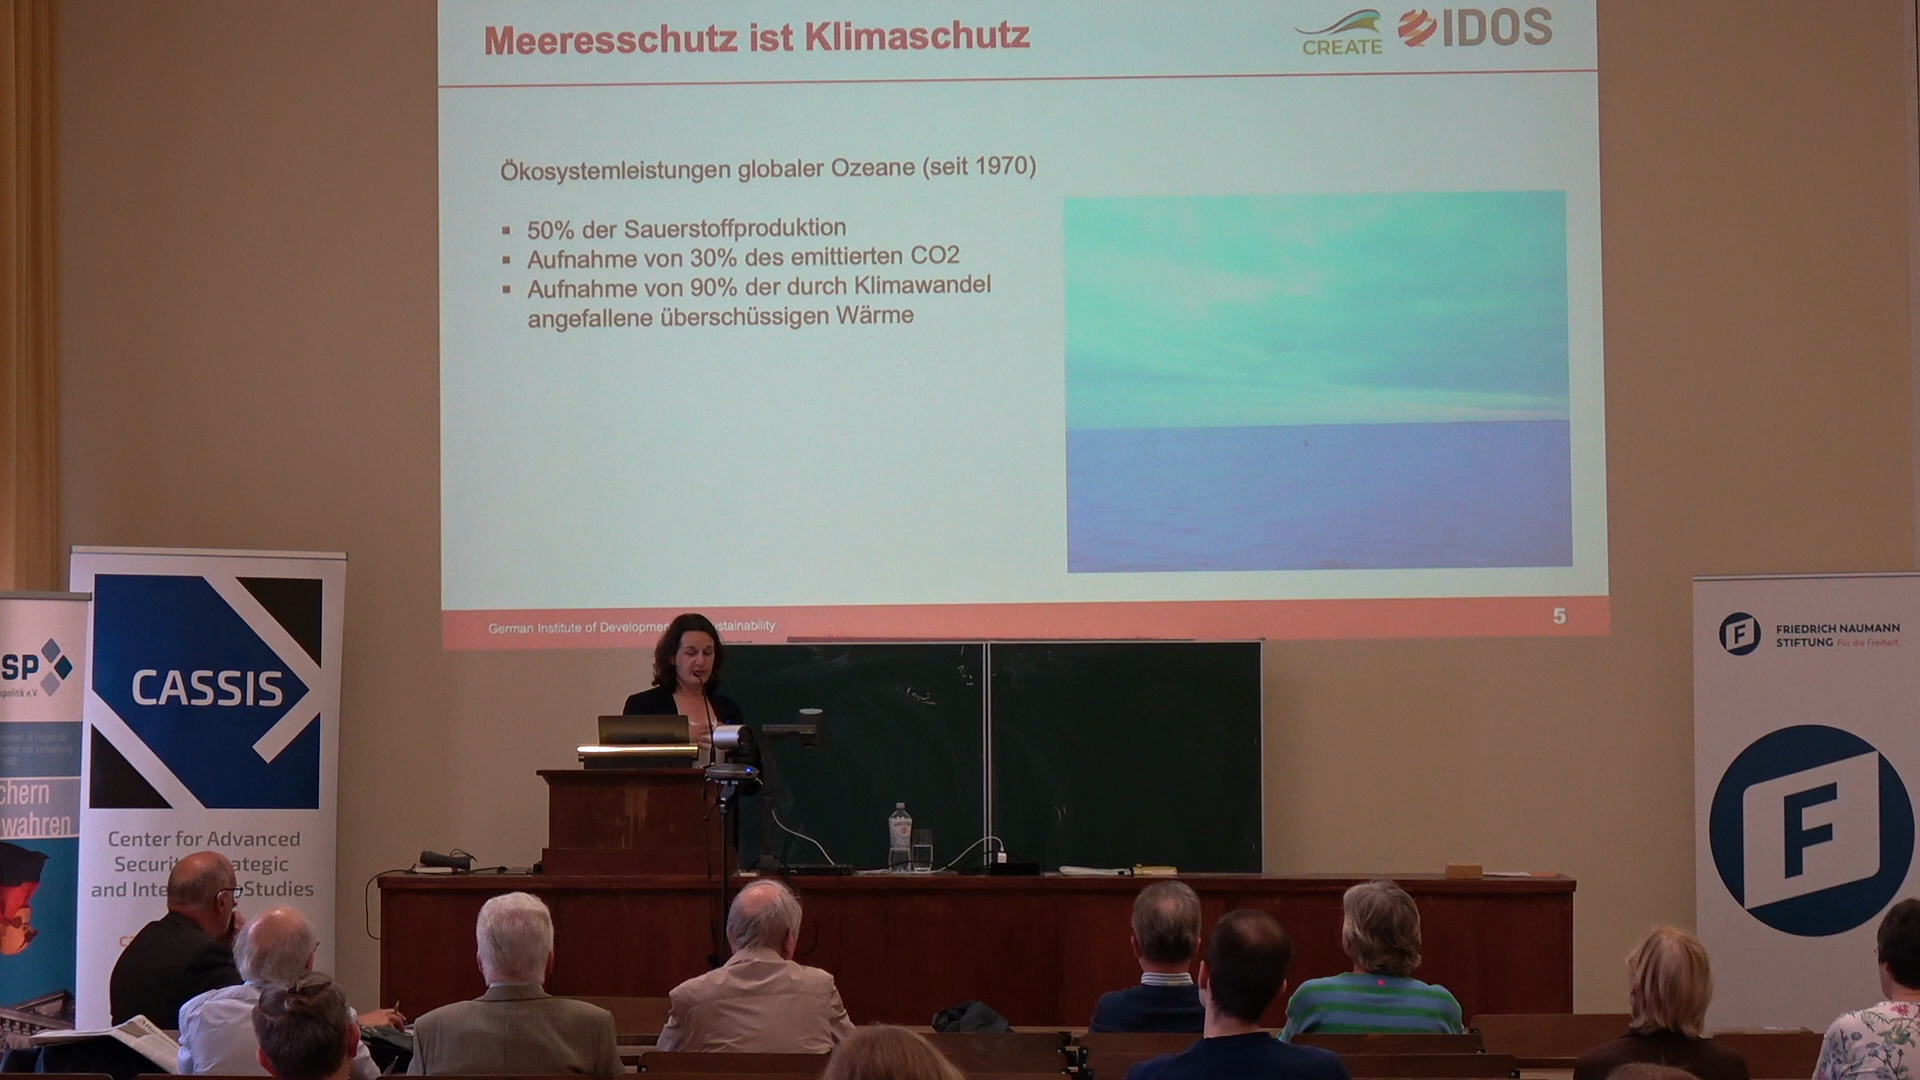 Meeresschutz ist Klimaschutz
CREATE
IDOS
Ökosystemleistungen globaler Ozeane (seit 1970)
▪ 50% der Sauerstoffproduktion
▪ Aufnahme von 30% des emittierten CO2
▪ Aufnahme von 90% der durch Klimawandel
angefallene überschüssigen Wärme
German Institute of
5
SP
e.V.
chern
wahren
CASSIS
Center for Advanced
and Studies
FRIEDRICH NAUMANN
STIFTUNG Für die Freiheit.
F
F